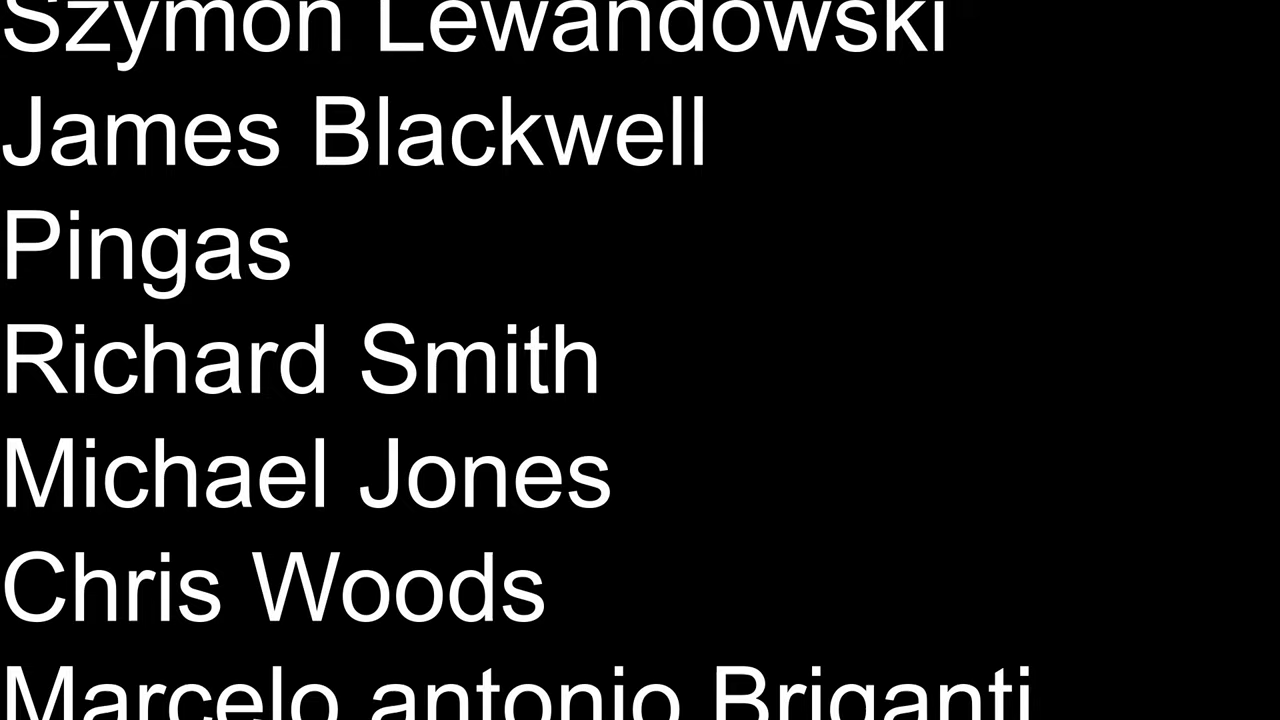 Szymon Lewandowski
James Blackwell
Pingas
Richard Smith
Michael Jones
Chris Woods
Marcelo antonio Briganti